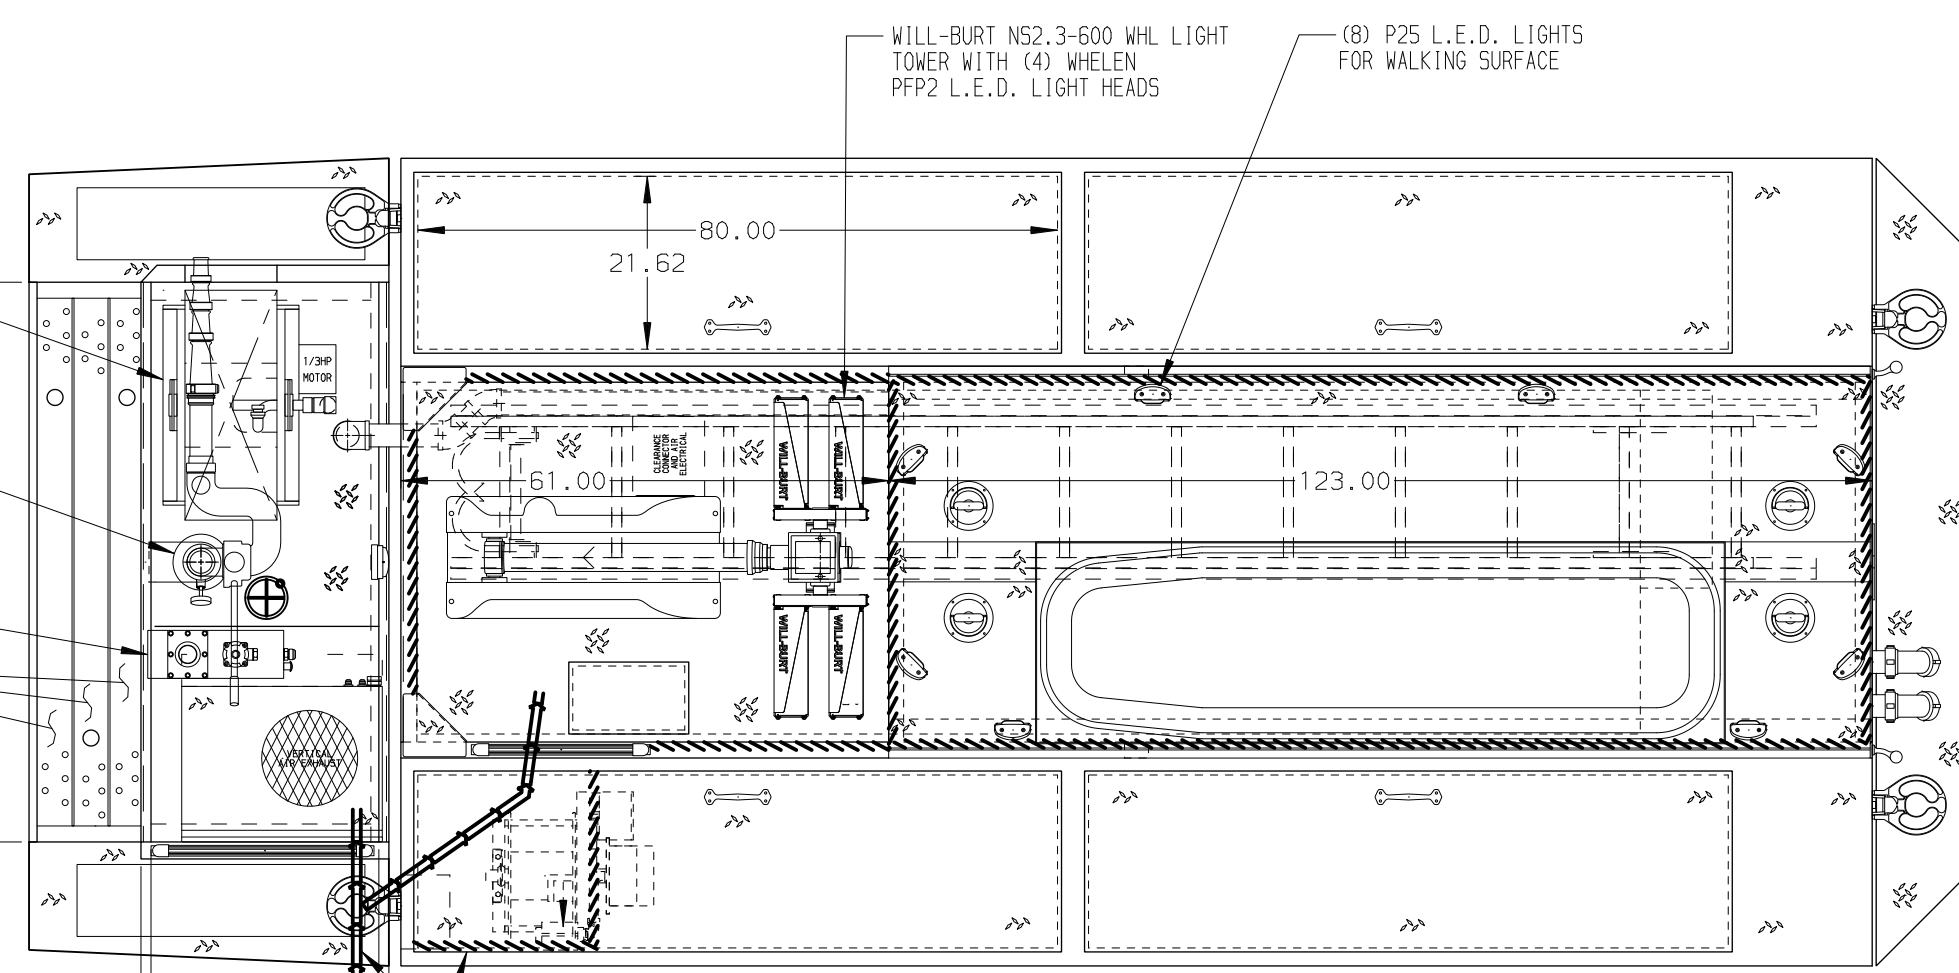 WILL-BURT NS2.3-600 WHL LIGHT
TOWER WITH (4) WHELEN
PFP2 L.E.D. LIGHT HEADS
(8) P25 L.E.D. LIGHTS
FOR WALKING SURFACE
80.00
21.62
1/3HP
MOTOR
CLEARANCE
CONNECTOR
AND AIR
ELECTRICAL
WILL-BURT
WILL-BURT
61.00
123.00
WILL-BURT
WILL-BURT
VERTICAL
AIR EXHAUST